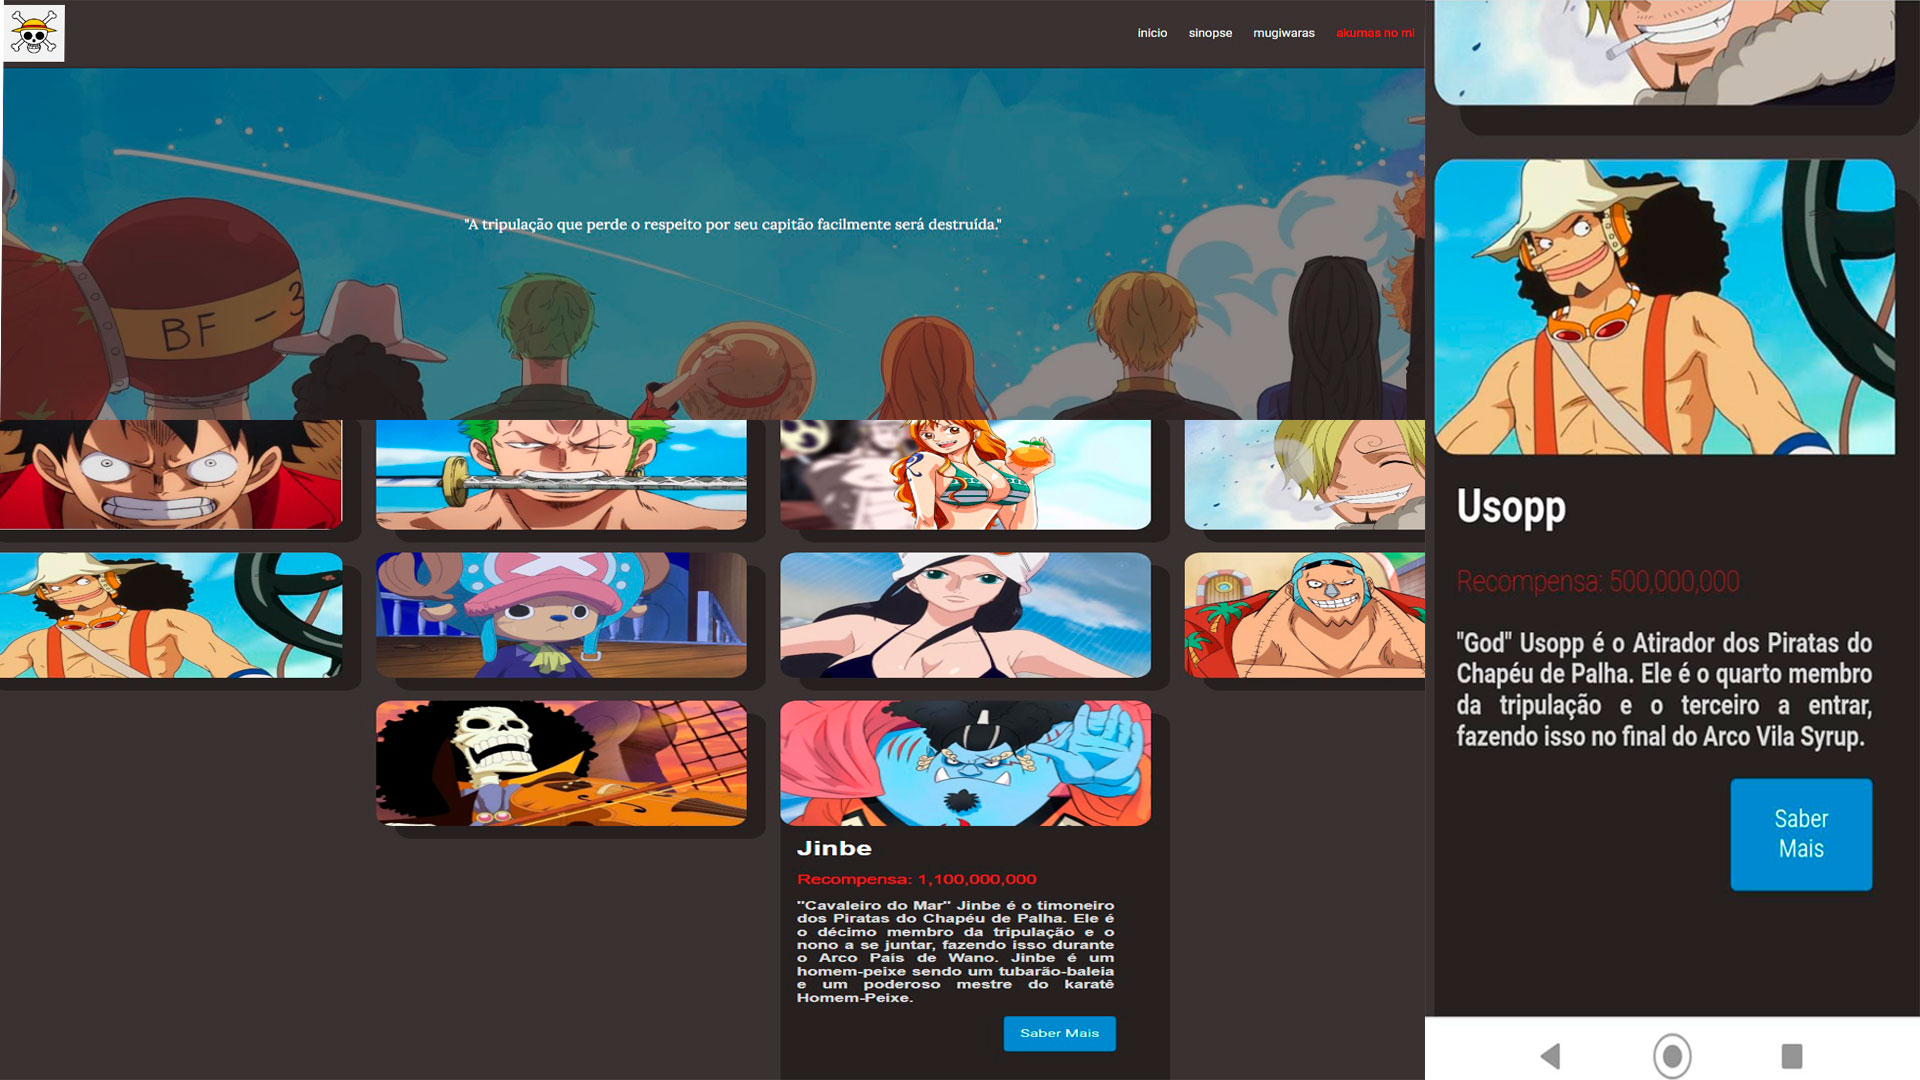 inicio sinopse mugiwaras akumas no mi
"A tripulação que perde o respeito por seu capitão facilmente será destruída."
BF - 3
Jinbe
Recompensa: 1,100,000,000
"Cavaleiro do Mar" Jinbe é o timoneiro
dos Piratas do Chapéu de Palha. Ele é
o décimo membro da tripulação e o
nono a se juntar, fazendo isso durante
o Arco País de Wano. Jinbe é um
homem-peixe sendo um tubarão-baleia
e um poderoso mestre do karatê
Homem-Peixe.
Saber Mais
Usopp
Recompensa: 500,000,000
"God" Usopp é o Atirador dos Piratas do
Chapéu de Palha. Ele é o quarto membro
da tripulação e o terceiro a entrar,
fazendo isso no final do Arco Vila Syrup.
Saber
Mais